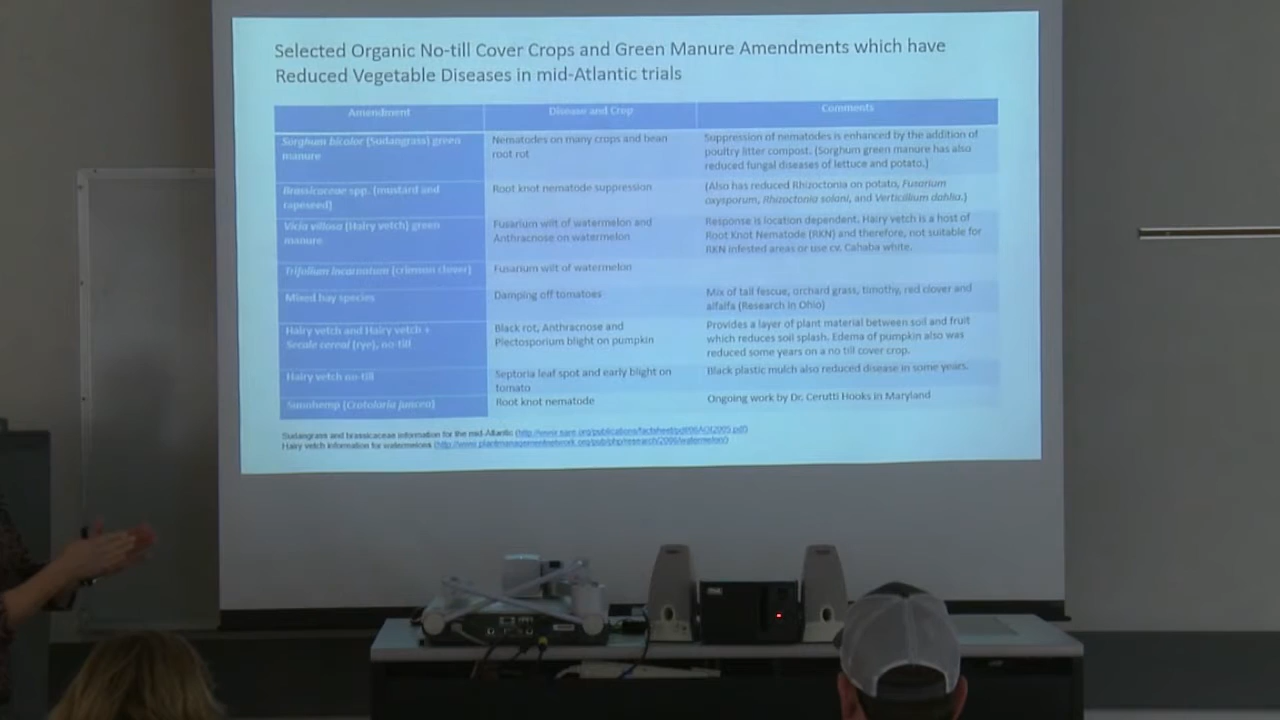 Selected Organic No-till Cover Crops and Green Manure Amendments which have
Reduced Vegetable Diseases in mid-Atlantic trials
Amendment
Disease and Crop
Comments
Sorghum bicolor (Sudangrass) green
manure
Nematodes on many crops and bean
root rot
Suppression of nematodes is enhanced by the addition of
poultry litter compost. (Sorghum green manure has also
reduced fungal diseases of lettuce and potato.)
Brassicaceae spp. (mustard and
rapeseed)
Root knot nematode suppression
(Also has reduced Rhizoctonia on potato, Fusarium
oxysporum, Rhizoctonia solani, and Verticillium dahlia.)
Vicia villosa (Hairy vetch) green
manure
Fusarium wilt of watermelon and
Anthracnose on watermelon
Response is location dependent. Hairy vetch is a host of
Root Knot Nematode (RKN) and therefore, not suitable for
RKN infested areas or use cv. Cahaba white.
Trifolium incarnatum (crimson clover)
Fusarium wilt of watermelon
Mixed hay species
Damping off tomatoes
Mix of tall fescue, orchard grass, timothy, red clover and
alfalfa (Research in Ohio)
Hairy vetch and Hairy vetch +
Secale cereal (rye), no-till
Black rot, Anthracnose and
Plectosporium blight on pumpkin
Provides a layer of plant material between soil and fruit
which reduces soil splash. Edema of pumpkin also was
reduced some years on a no till cover crop.
Hairy vetch no-till
Septoria leaf spot and early blight on
tomato
Black plastic mulch also reduced disease in some years.
Sunnhemp (Crotolaria juncea)
Root knot nematode
Ongoing work by Dr. Cerutti Hooks in Maryland
Sudangrass and brassicaceae information for the mid-Atlantic
Hairy vetch information for watermelons